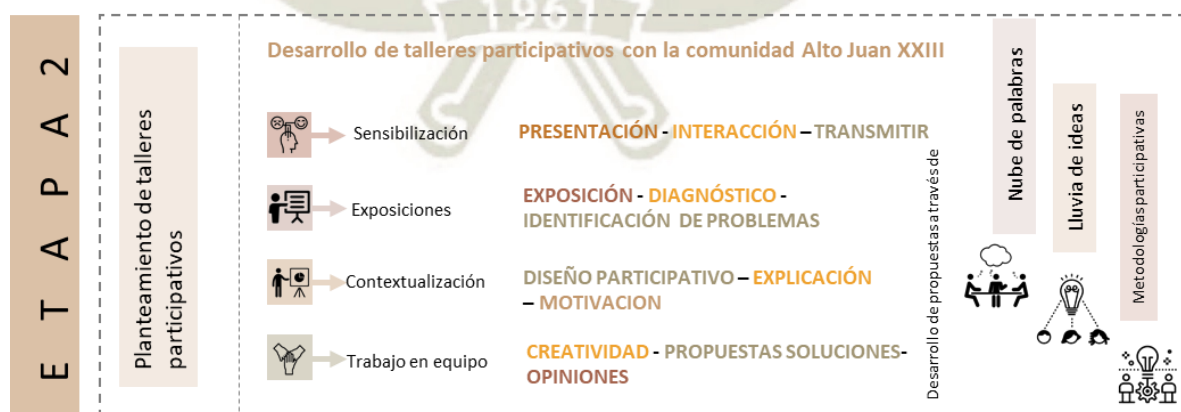 ETAPA 2
Planteamiento de talleres
participativos
1961
Desarrollo de talleres participativos con la comunidad Alto Juan XXIII
Sensibilización
PRESENTACIÓN - INTERACCIÓN – TRANSMITIR
Exposiciones
EXPOSICIÓN - DIAGNÓSTICO -
IDENTIFICACIÓN DE PROBLEMAS
Contextualización
DISEÑO PARTICIPATIVO – EXPLICACIÓN
– MOTIVACION
Trabajo en equipo
CREATIVIDAD - PROPUESTAS SOLUCIONES-
OPINIONES
Desarrollo de propuestas a través de
Nube de palabras
Lluvia de ideas
Metodologías participativas